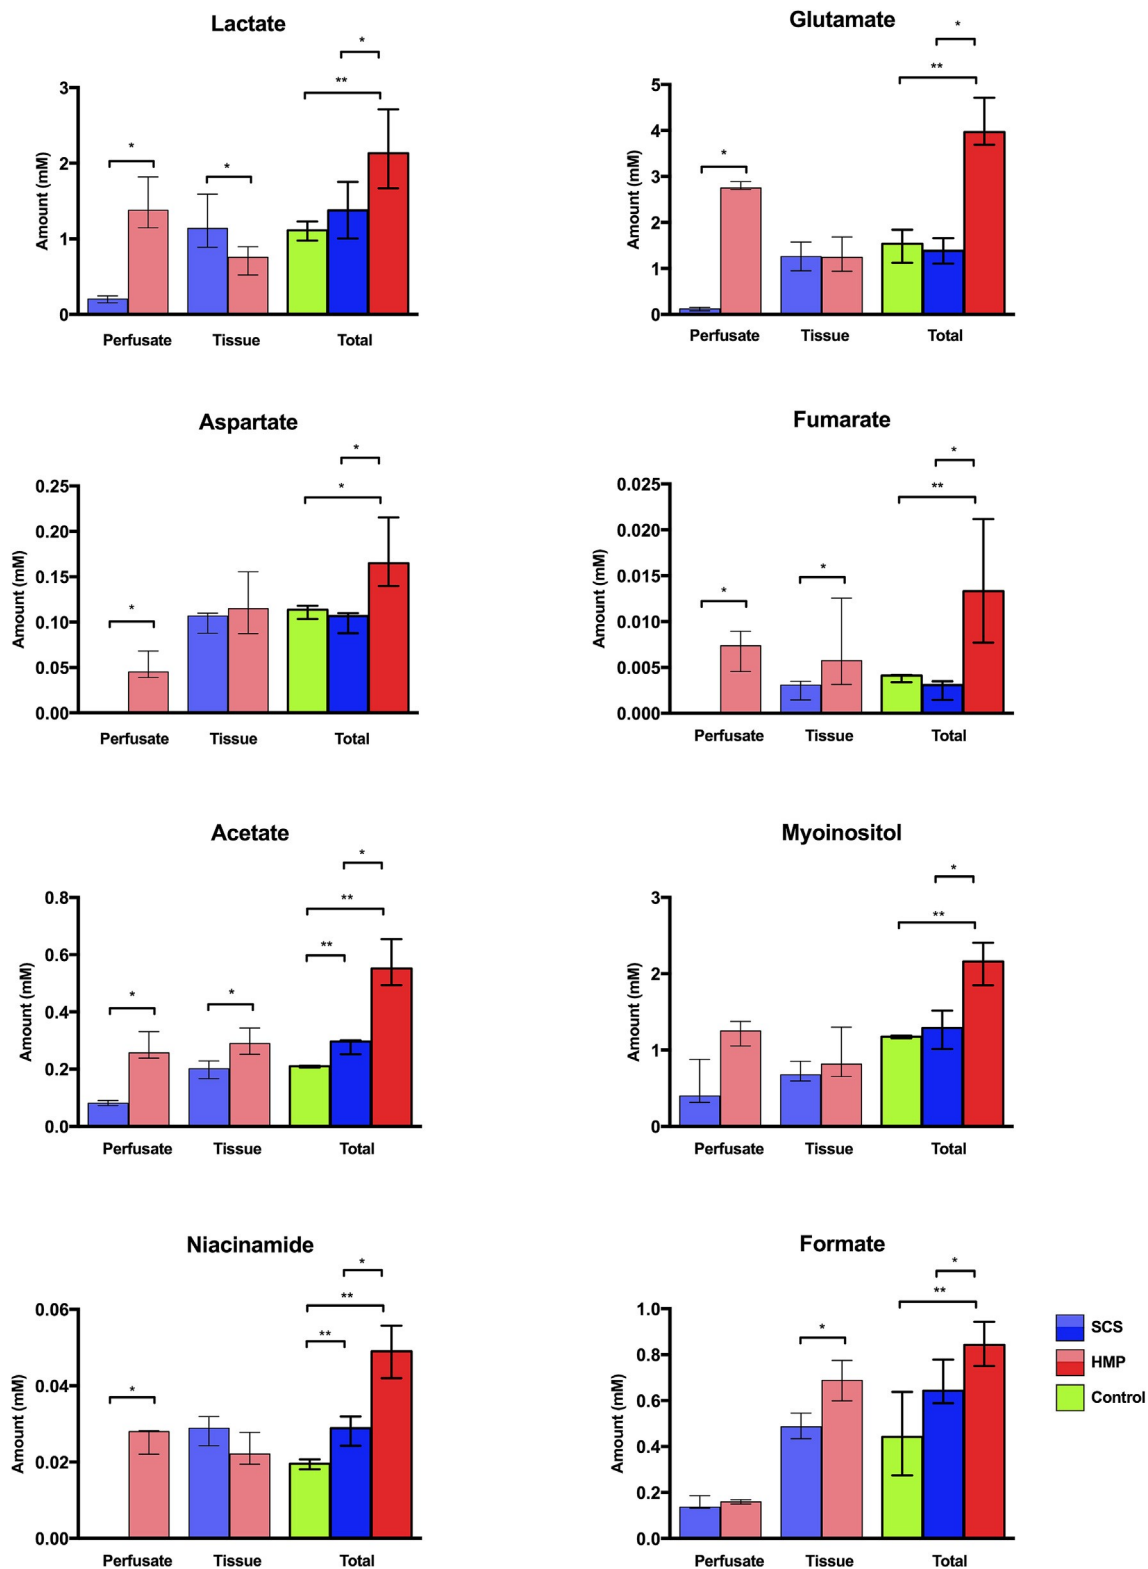 Lactate
*
**
3
2
1
0
Amount (mM)
*
*
Perfusate Tissue Total
Glutamate
*
**
5
4
3
2
1
0
Amount (mM)
*
Perfusate Tissue Total
Aspartate
*
*
0.25
0.20
0.15
0.10
0.05
0.00
Amount (mM)
*
Perfusate Tissue Total
Fumarate
*
**
0.025
0.020
0.015
0.010
0.005
0.000
Amount (mM)
*
*
Perfusate Tissue Total
Acetate
*
**
**
0.8
0.6
0.4
0.2
0.0
Amount (mM)
*
*
Perfusate Tissue Total
Myoinositol
*
**
3
2
1
0
Amount (mM)
Perfusate Tissue Total
Niacinamide
*
**
**
0.06
0.04
0.02
0.00
Amount (mM)
*
Perfusate Tissue Total
Formate
*
**
*
1.0
0.8
0.6
0.4
0.2
0.0
Amount (mM)
Perfusate Tissue Total
SCS
HMP
Control